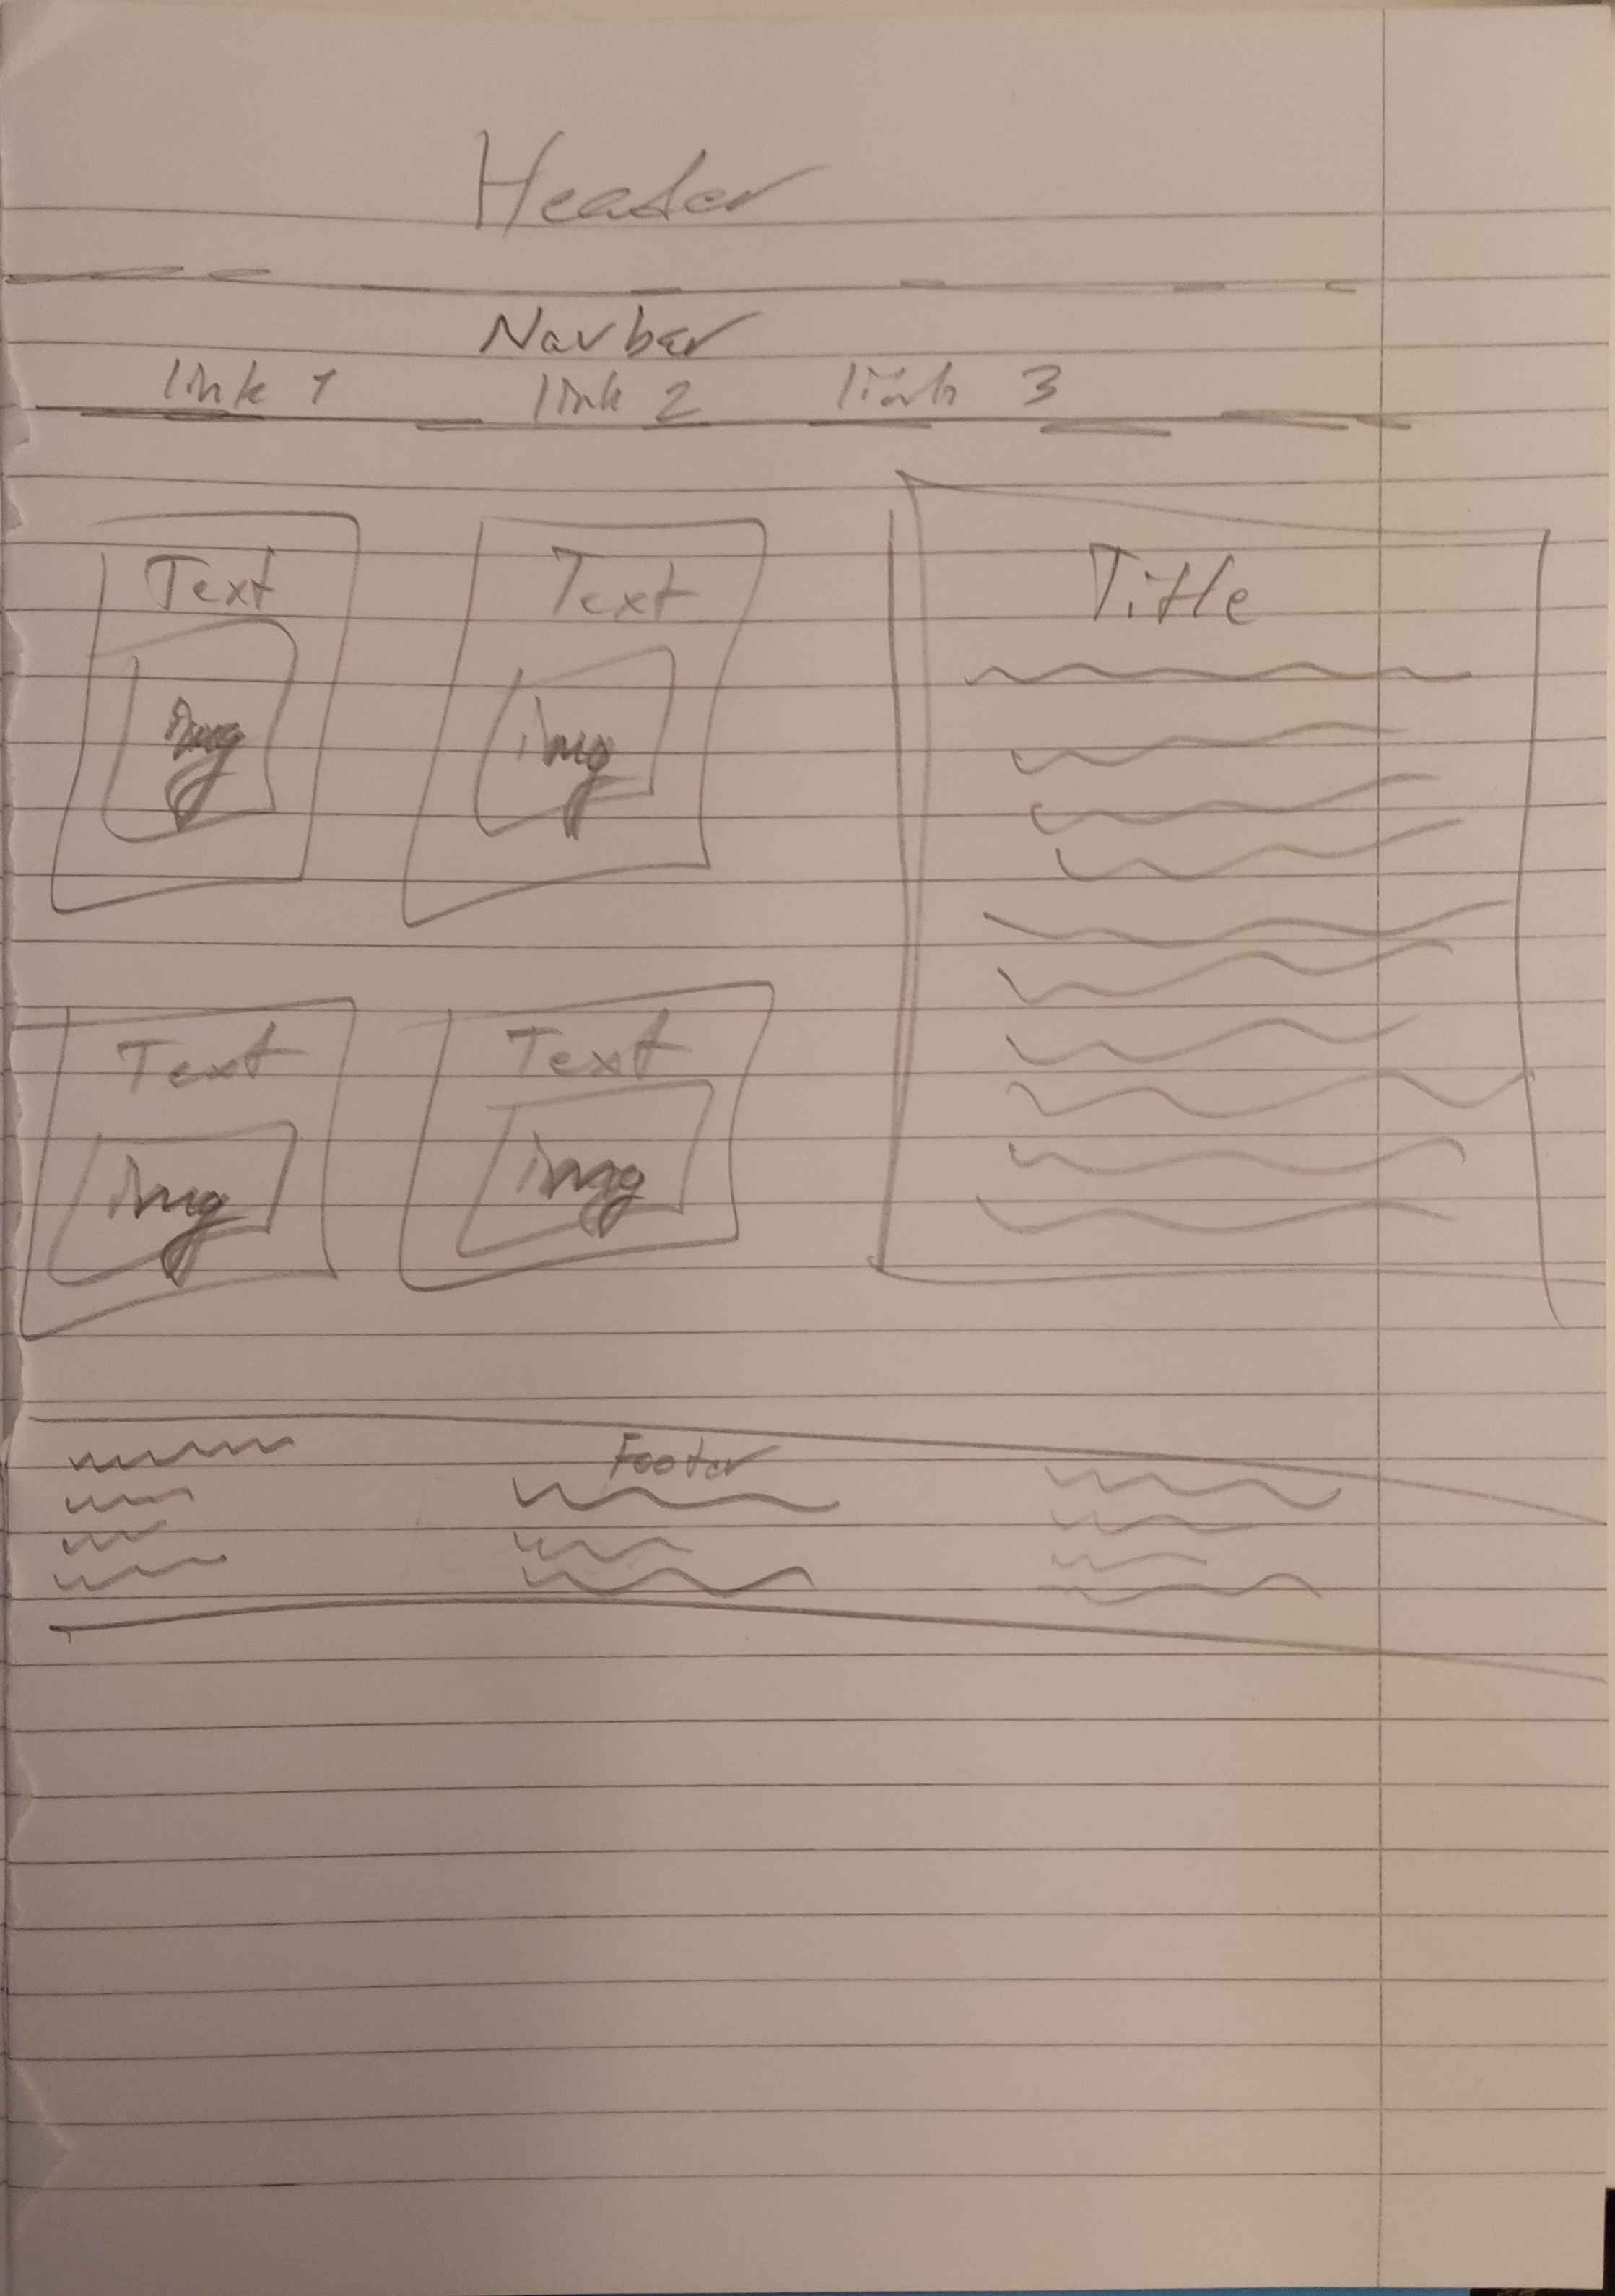 Header
Navbar
link 1 link 2 link 3
Text Text Title
img img
Text Text
img img
Footer